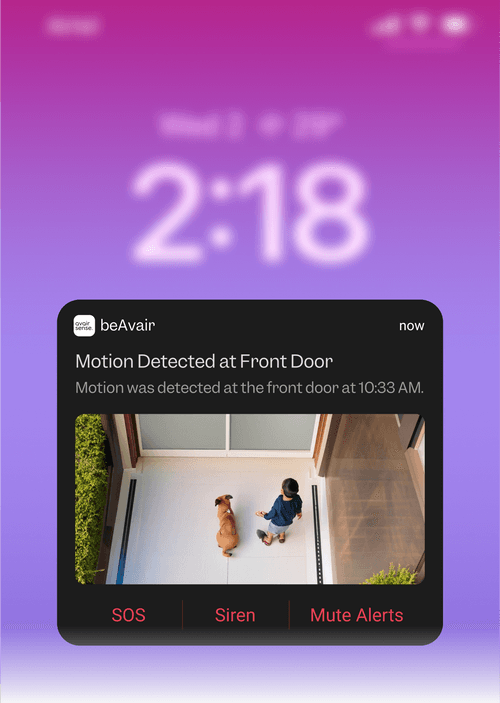 2:18
avair
sense.
beAvair
now
Motion Detected at Front Door
Motion was detected at the front door at 10:33 AM.
SOS
Siren
Mute Alerts